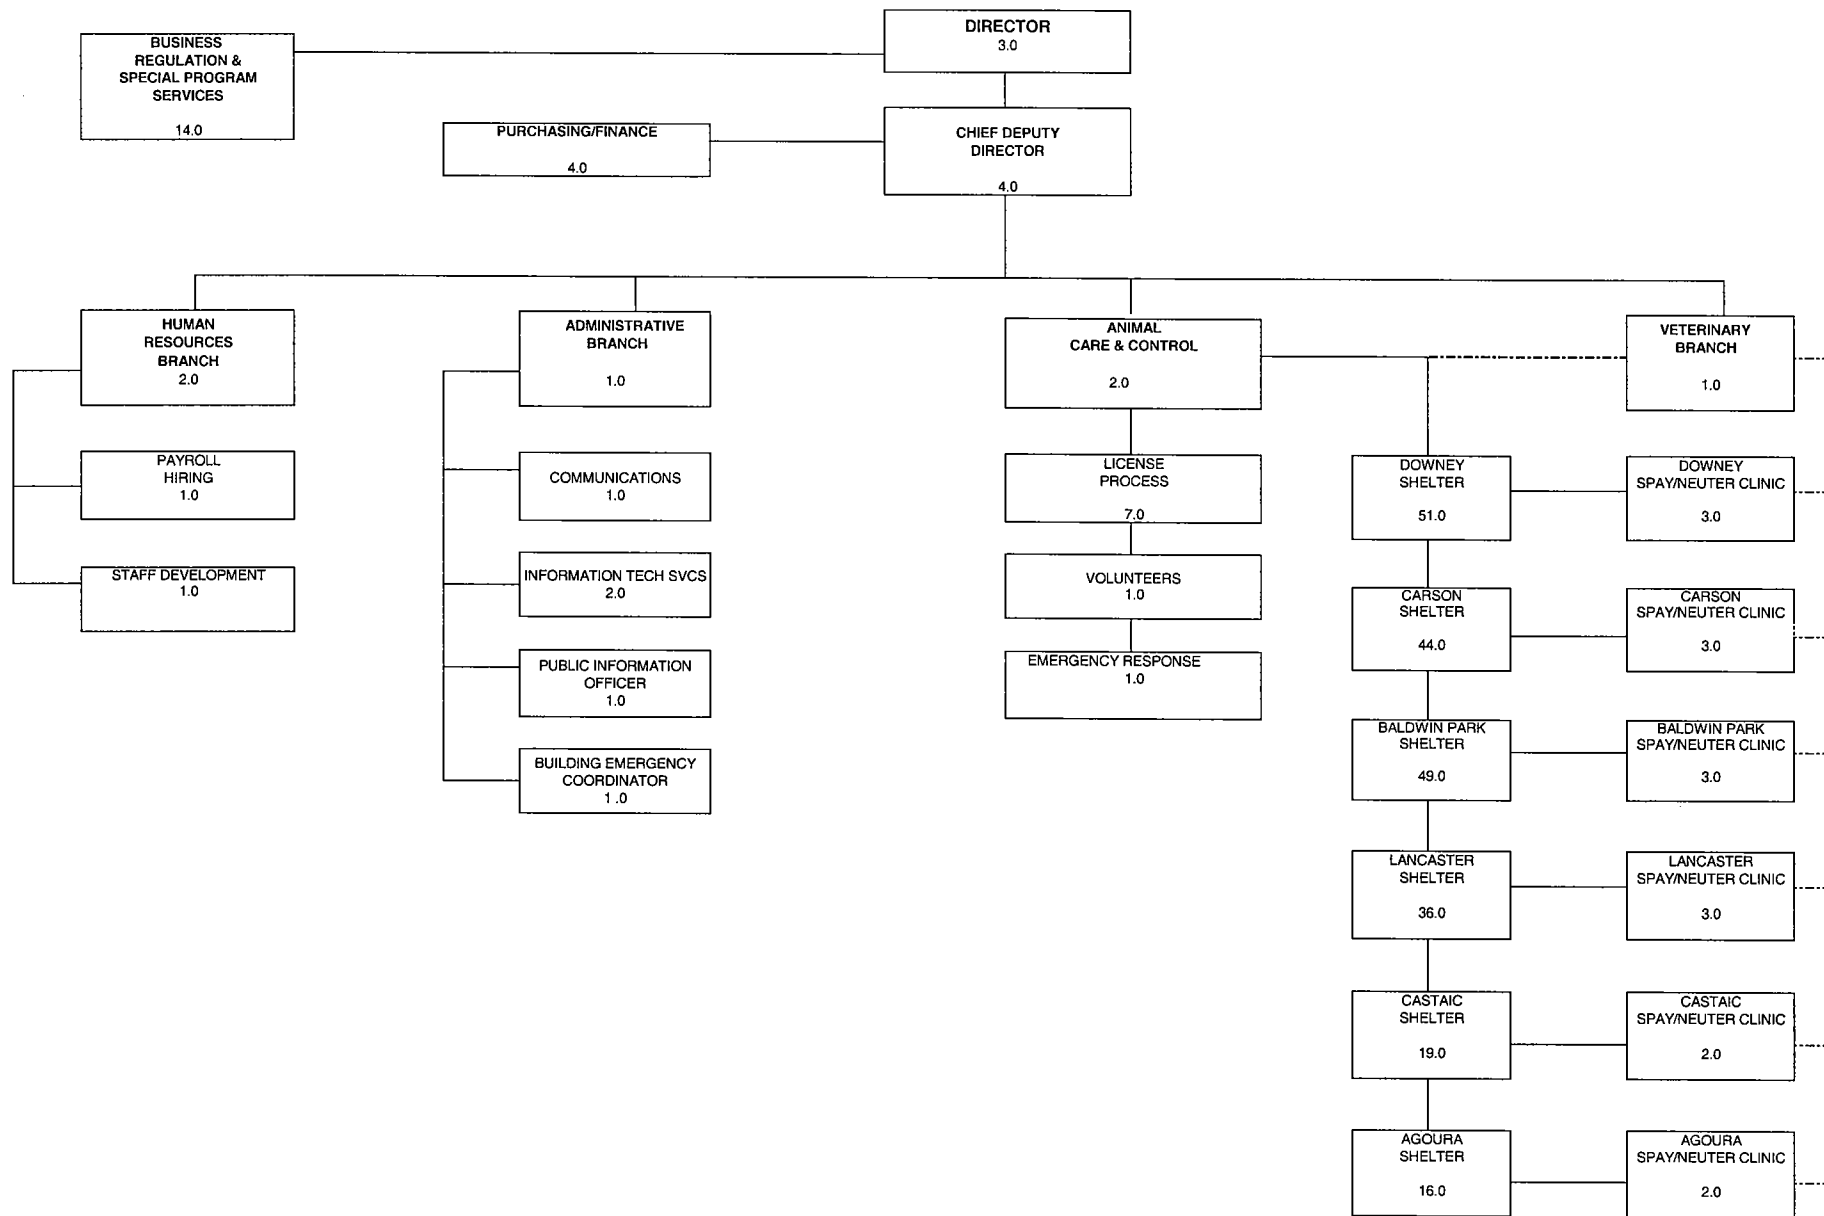 DIRECTOR
3.0
BUSINESS
REGULATION &
SPECIAL PROGRAM
SERVICES
14.0
PURCHASING/FINANCE
4.0
CHIEF DEPUTY
DIRECTOR
4.0
HUMAN
RESOURCES
BRANCH
2.0
PAYROLL
HIRING
1.0
STAFF DEVELOPMENT
1.0
ADMINISTRATIVE
BRANCH
1.0
COMMUNICATIONS
1.0
INFORMATION TECH SVCS
2.0
PUBLIC INFORMATION
OFFICER
1.0
BUILDING EMERGENCY
COORDINATOR
1.0
ANIMAL
CARE & CONTROL
2.0
LICENSE
PROCESS
7.0
VOLUNTEERS
1.0
EMERGENCY RESPONSE
1.0
VETERINARY
BRANCH
1.0
DOWNEY
SHELTER
51.0
DOWNEY
SPAY/NEUTER CLINIC
3.0
CARSON
SHELTER
44.0
CARSON
SPAY/NEUTER CLINIC
3.0
BALDWIN PARK
SHELTER
49.0
BALDWIN PARK
SPAY/NEUTER CLINIC
3.0
LANCASTER
SHELTER
36.0
LANCASTER
SPAY/NEUTER CLINIC
3.0
CASTAIC
SHELTER
19.0
CASTAIC
SPAY/NEUTER CLINIC
2.0
AGOURA
SHELTER
16.0
AGOURA
SPAY/NEUTER CLINIC
2.0